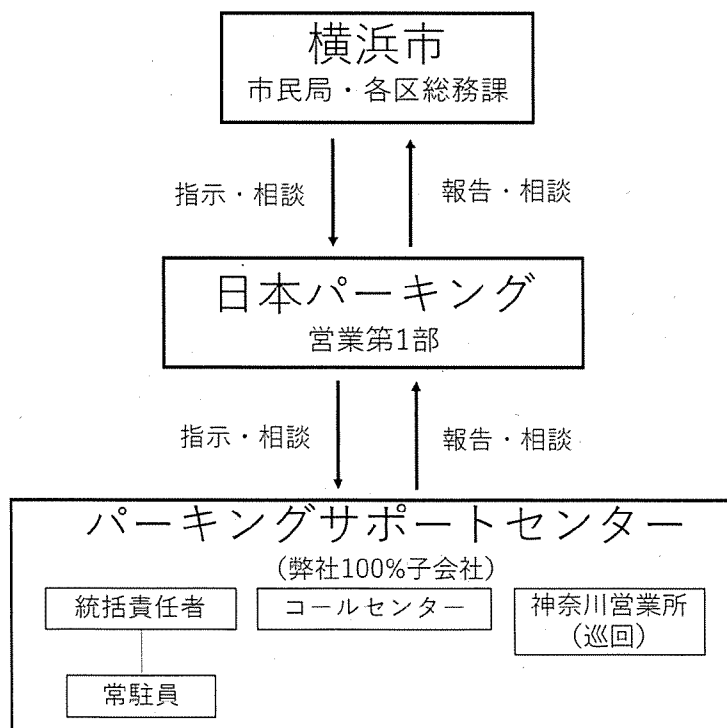 横浜市
市民局・各区総務課
指示・相談
報告・相談
日本パーキング
営業第1部
指示・相談
報告・相談
パーキングサポートセンター
(弊社100%子会社)
統括責任者
コールセンター
神奈川営業所
(巡回)
常駐員